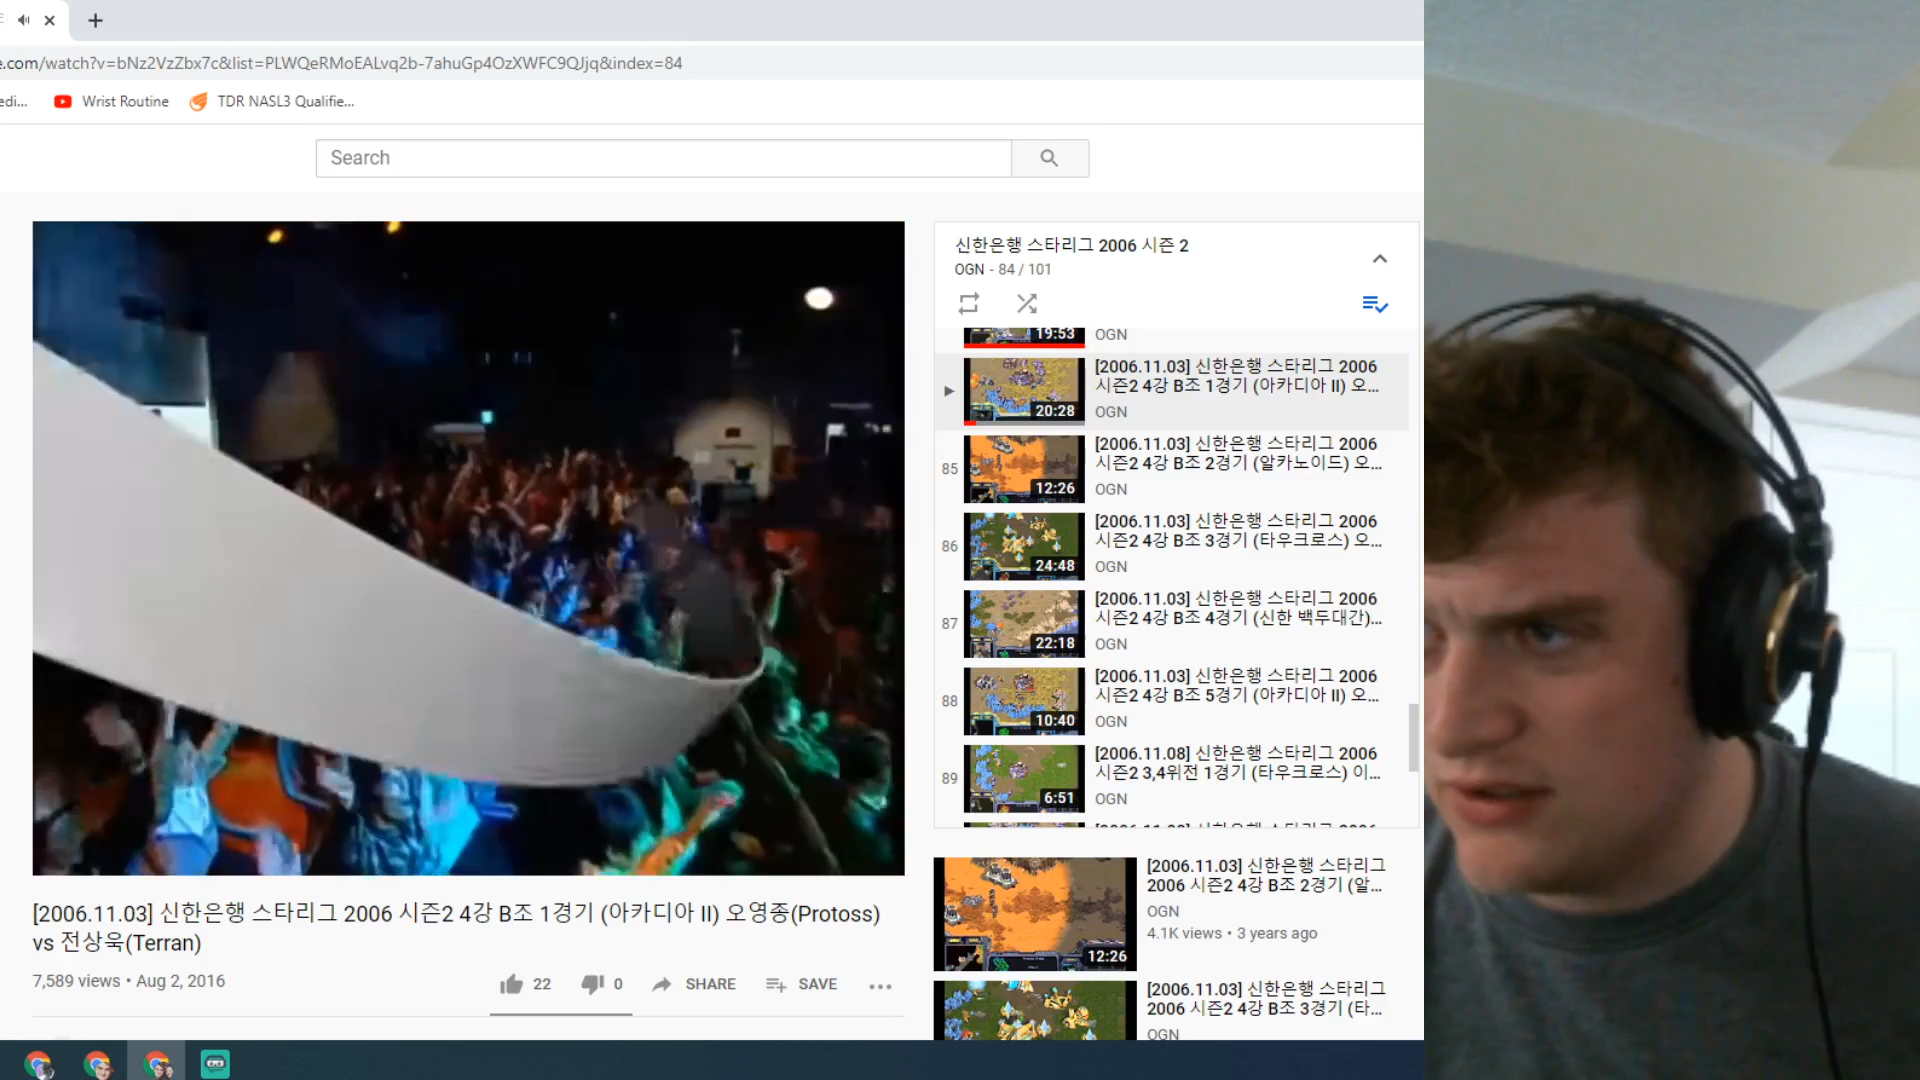 e.com/watch?v=bNz2VzZbx7c&list=PLWQeRMoEALvq2b-7ahuGp4OzXWFC9QJjq&index=84
edi...
Wrist Routine
TDR NASL3 Qualifie...
Search
신한은행 스타리그 2006 시즌 2
OGN - 84 / 101
19:53
OGN
[2006.11.03] 신한은행 스타리그 2006
시즌2 4강 B조 1경기 (아카디아 II) 오...
20:28
OGN
85
[2006.11.03] 신한은행 스타리그 2006
시즌2 4강 B조 2경기 (알카노이드) 오...
12:26
OGN
86
[2006.11.03] 신한은행 스타리그 2006
시즌2 4강 B조 3경기 (타우크로스) 오...
24:48
OGN
87
[2006.11.03] 신한은행 스타리그 2006
시즌2 4강 B조 4경기 (신한 백두대간)...
22:18
OGN
88
[2006.11.03] 신한은행 스타리그 2006
시즌2 4강 B조 5경기 (아카디아 II) 오...
10:40
OGN
89
[2006.11.08] 신한은행 스타리그 2006
시즌2 3,4위전 1경기 (타우크로스) 이...
6:51
OGN
[2006.11.03] 신한은행 스타리그 2006 시즌2 4강 B조 1경기 (아카디아 II) 오영종(Protoss)
vs 전상욱(Terran)
7,589 views • Aug 2, 2016
22
0
SHARE
SAVE
[2006.11.03] 신한은행 스타리그
2006 시즌2 4강 B조 2경기 (알...
OGN
4.1K views • 3 years ago
12:26
[2006.11.03] 신한은행 스타리그
2006 시즌2 4강 B조 3경기 (타...
OGN